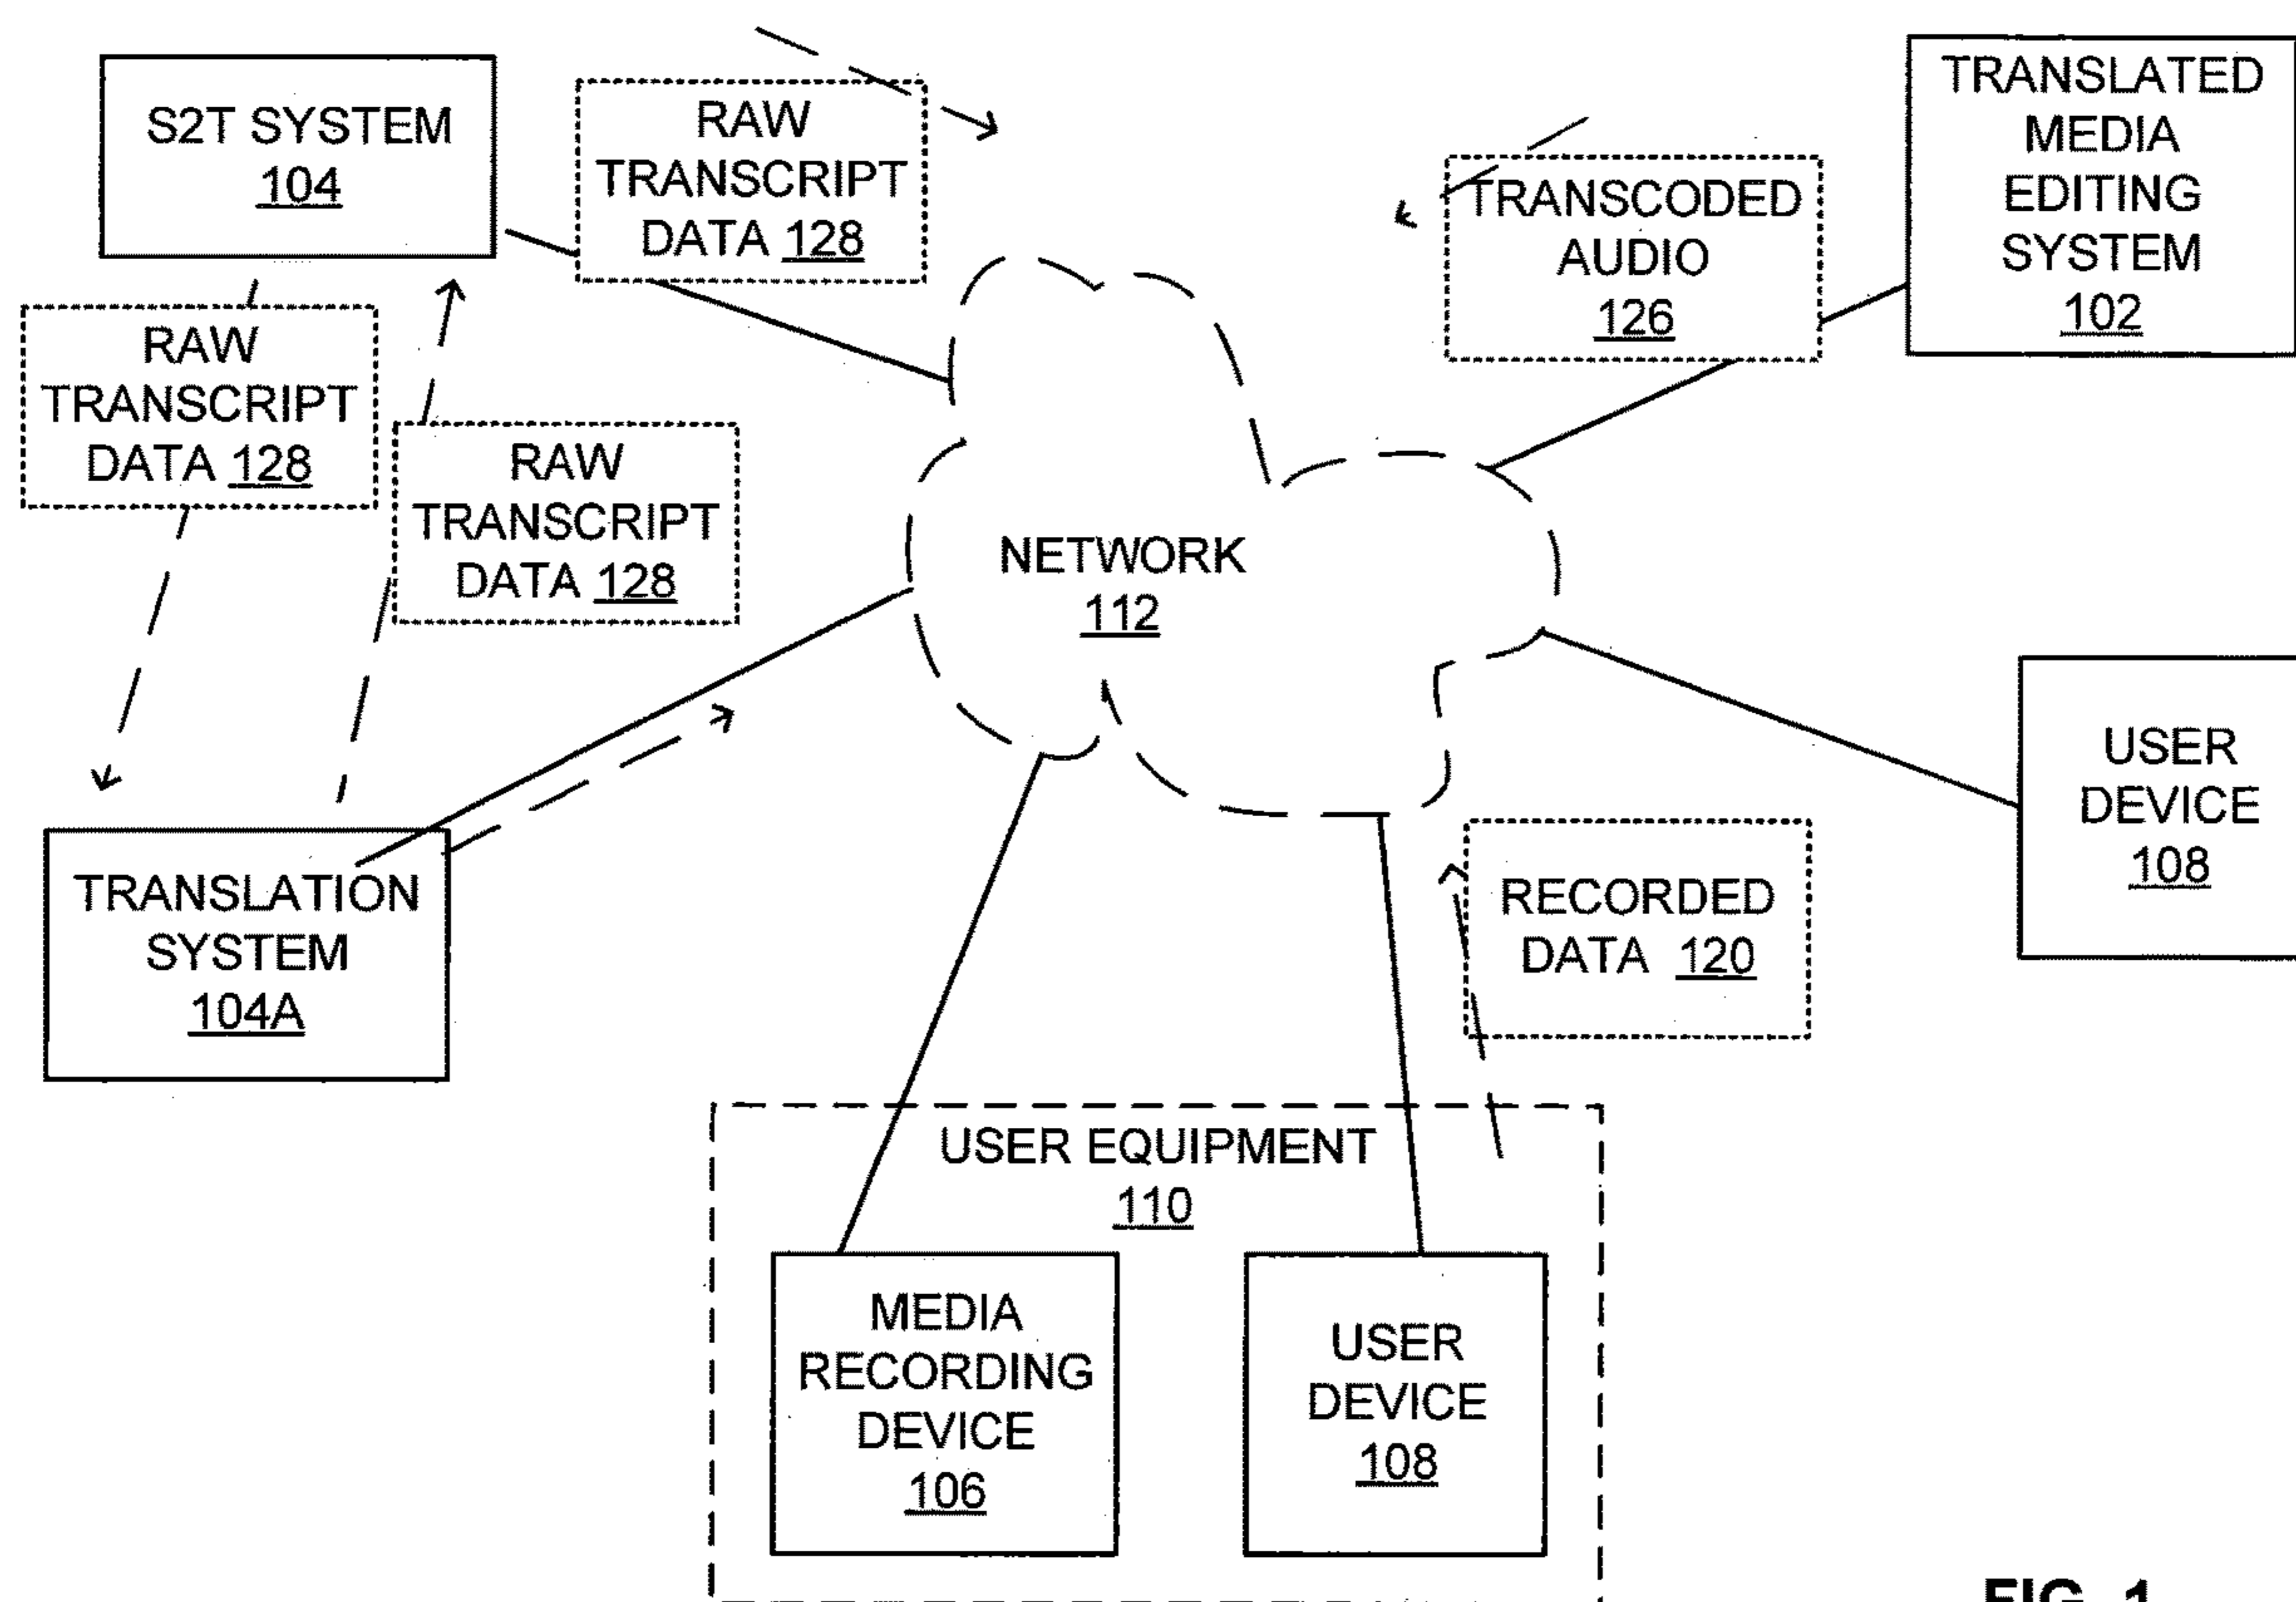 S2T SYSTEM
104
RAW
TRANSCRIPT
DATA 128
TRANSCODED
AUDIO
126
TRANSLATED
MEDIA
EDITING
SYSTEM
102
RAW
TRANSCRIPT
DATA 128
RAW
TRANSCRIPT
DATA 128
NETWORK
112
USER
DEVICE
108
TRANSLATION
SYSTEM
104A
RECORDED
DATA 120
USER EQUIPMENT
110
MEDIA
RECORDING
DEVICE
106
USER
DEVICE
108
FIG. 1